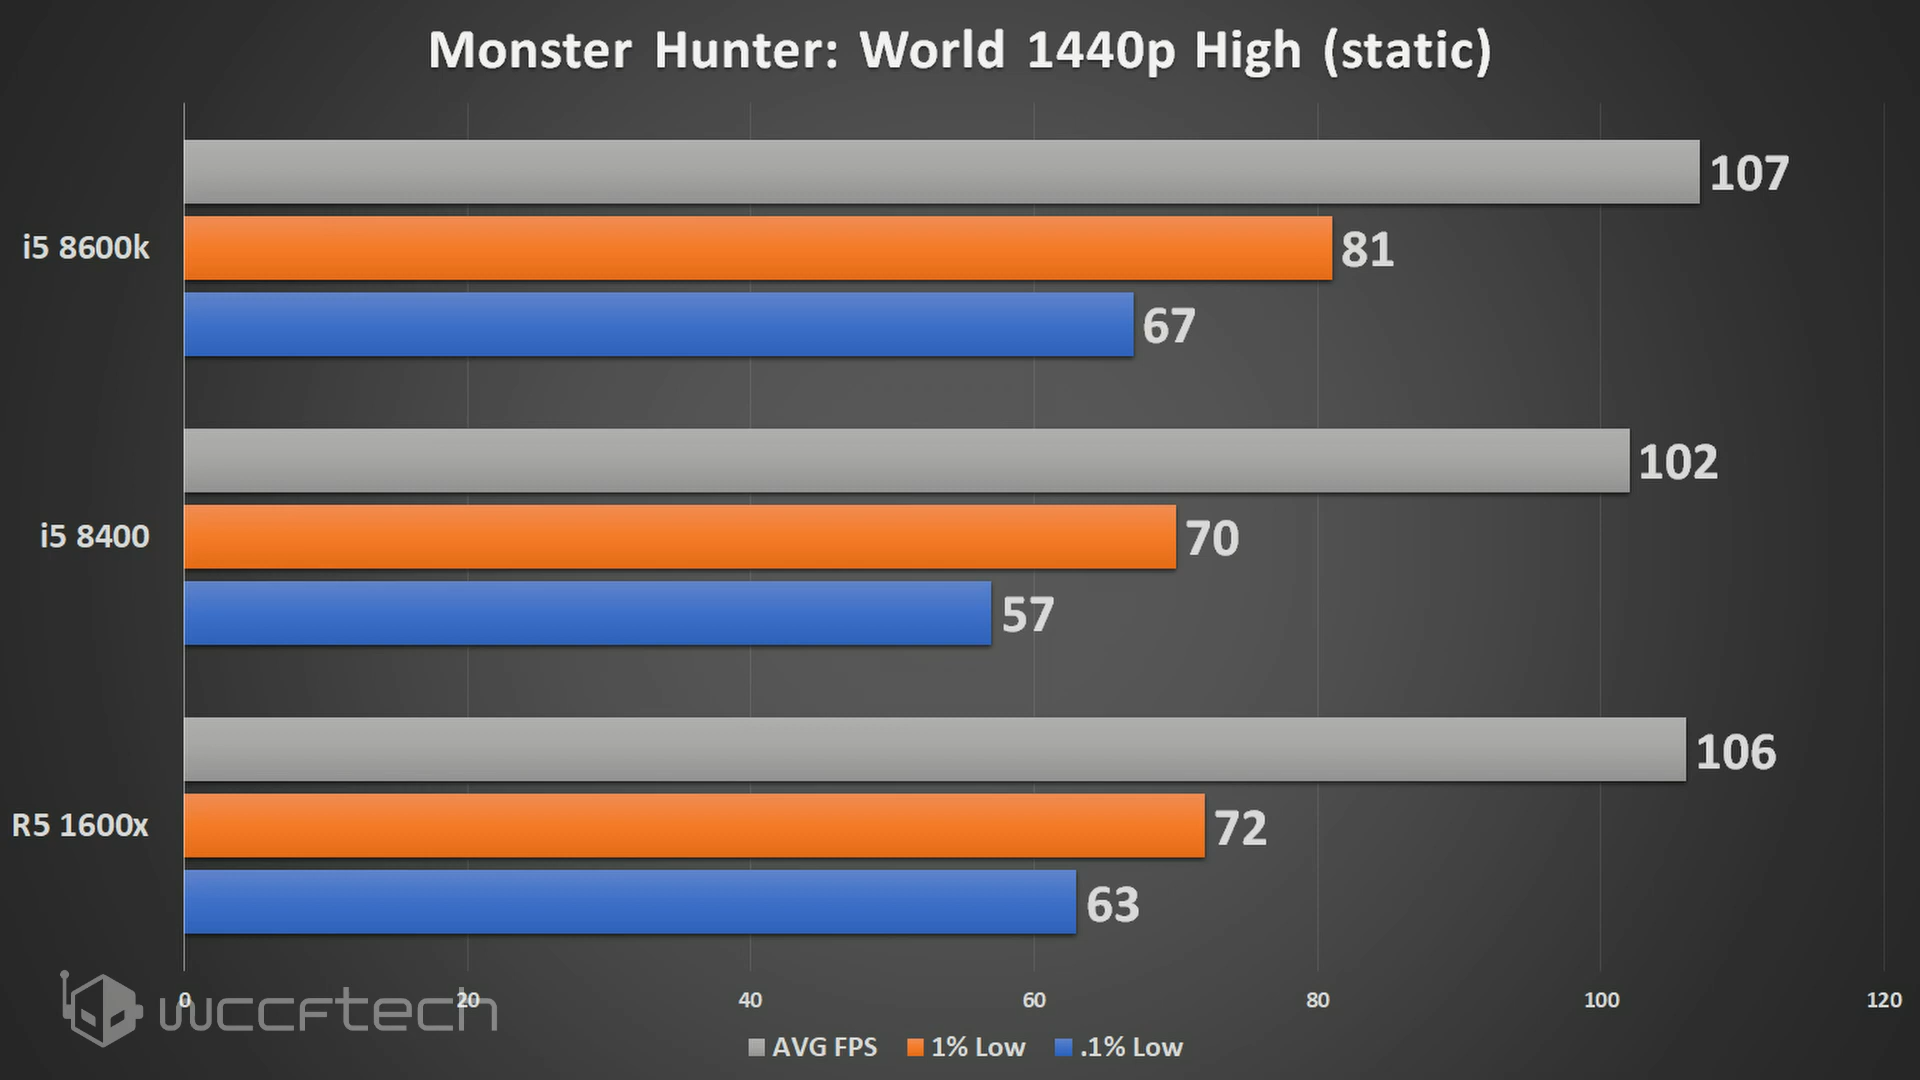 Monster Hunter: World 1440p High (static)
107
i5 8600k
81
67
102
i5 8400
70
57
106
R5 1600x
72
63
0 20 40 60 80 100 120
wccftech
AVG FPS 1% Low .1% Low